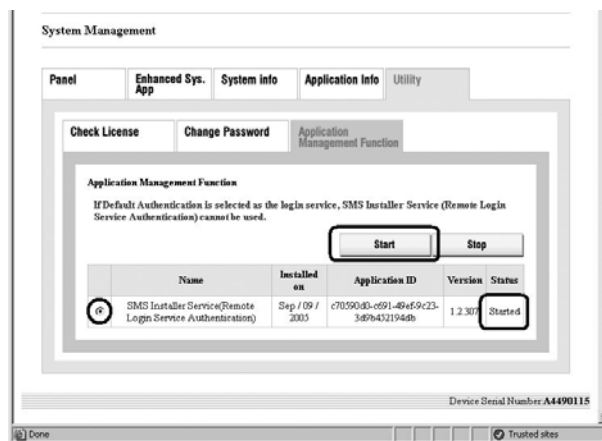 System Management
Panel
Enhanced Sys.
App
System info
Application Info
Utility
Check License
Change Password
Application
Management Function
Application Management Function
If Default Authentication is selected as the login service, SMS Installer Service (Remote Login
Service Authentication) cannot be used.
Start
Stop
Name
Installed
on
Application ID
Version
Status
SMS Installer Service(Remote
Login Service Authentication)
Sep / 09 /
2005
c70590d0-c691-49ef-9c23-
3d9b452194db
1.2.307
Started
Device Serial Number:A4490115
Done
Trusted sites